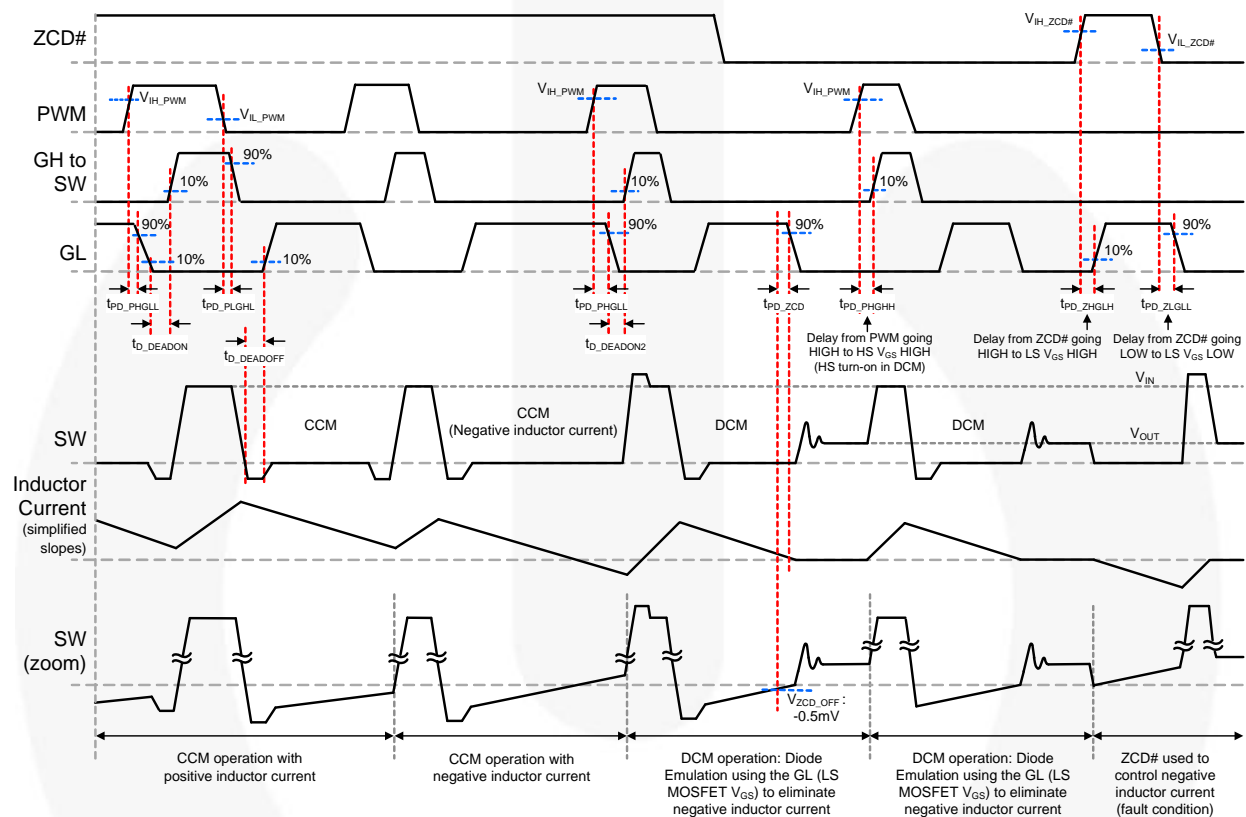 ZCD#
V_IH_ZCD#
V_IL_ZCD#
PWM
V_IH_PWM
V_IL_PWM
V_IH_PWM
V_IH_PWM
GH to
SW
90%
10%
10%
10%
GL
90%
10%
10%
90%
90%
10%
90%
t_PD_PHGLL
t_PD_PLGHL
t_PD_PHGLL
t_PD_ZCD
t_PD_PHGHH
t_PD_ZHGLH
t_PD_ZLGLL
t_D_DEADON
t_D_DEADOFF
t_D_DEADON2
Delay from PWM going
HIGH to HS V_GS HIGH
(HS turn-on in DCM)
Delay from ZCD# going
HIGH to LS V_GS HIGH
Delay from ZCD# going
LOW to LS V_GS LOW
V_IN
SW
CCM
CCM
(Negative inductor current)
DCM
DCM
V_OUT
Inductor
Current
(simplified
slopes)
SW
(zoom)
V_ZCD_OFF :
-0.5mV
CCM operation with
positive inductor current
CCM operation with
negative inductor current
DCM operation: Diode
Emulation using the GL (LS
MOSFET V_GS) to eliminate
negative inductor current
DCM operation: Diode
Emulation using the GL (LS
MOSFET V_GS) to eliminate
negative inductor current
ZCD# used to
control negative
inductor current
(fault condition)